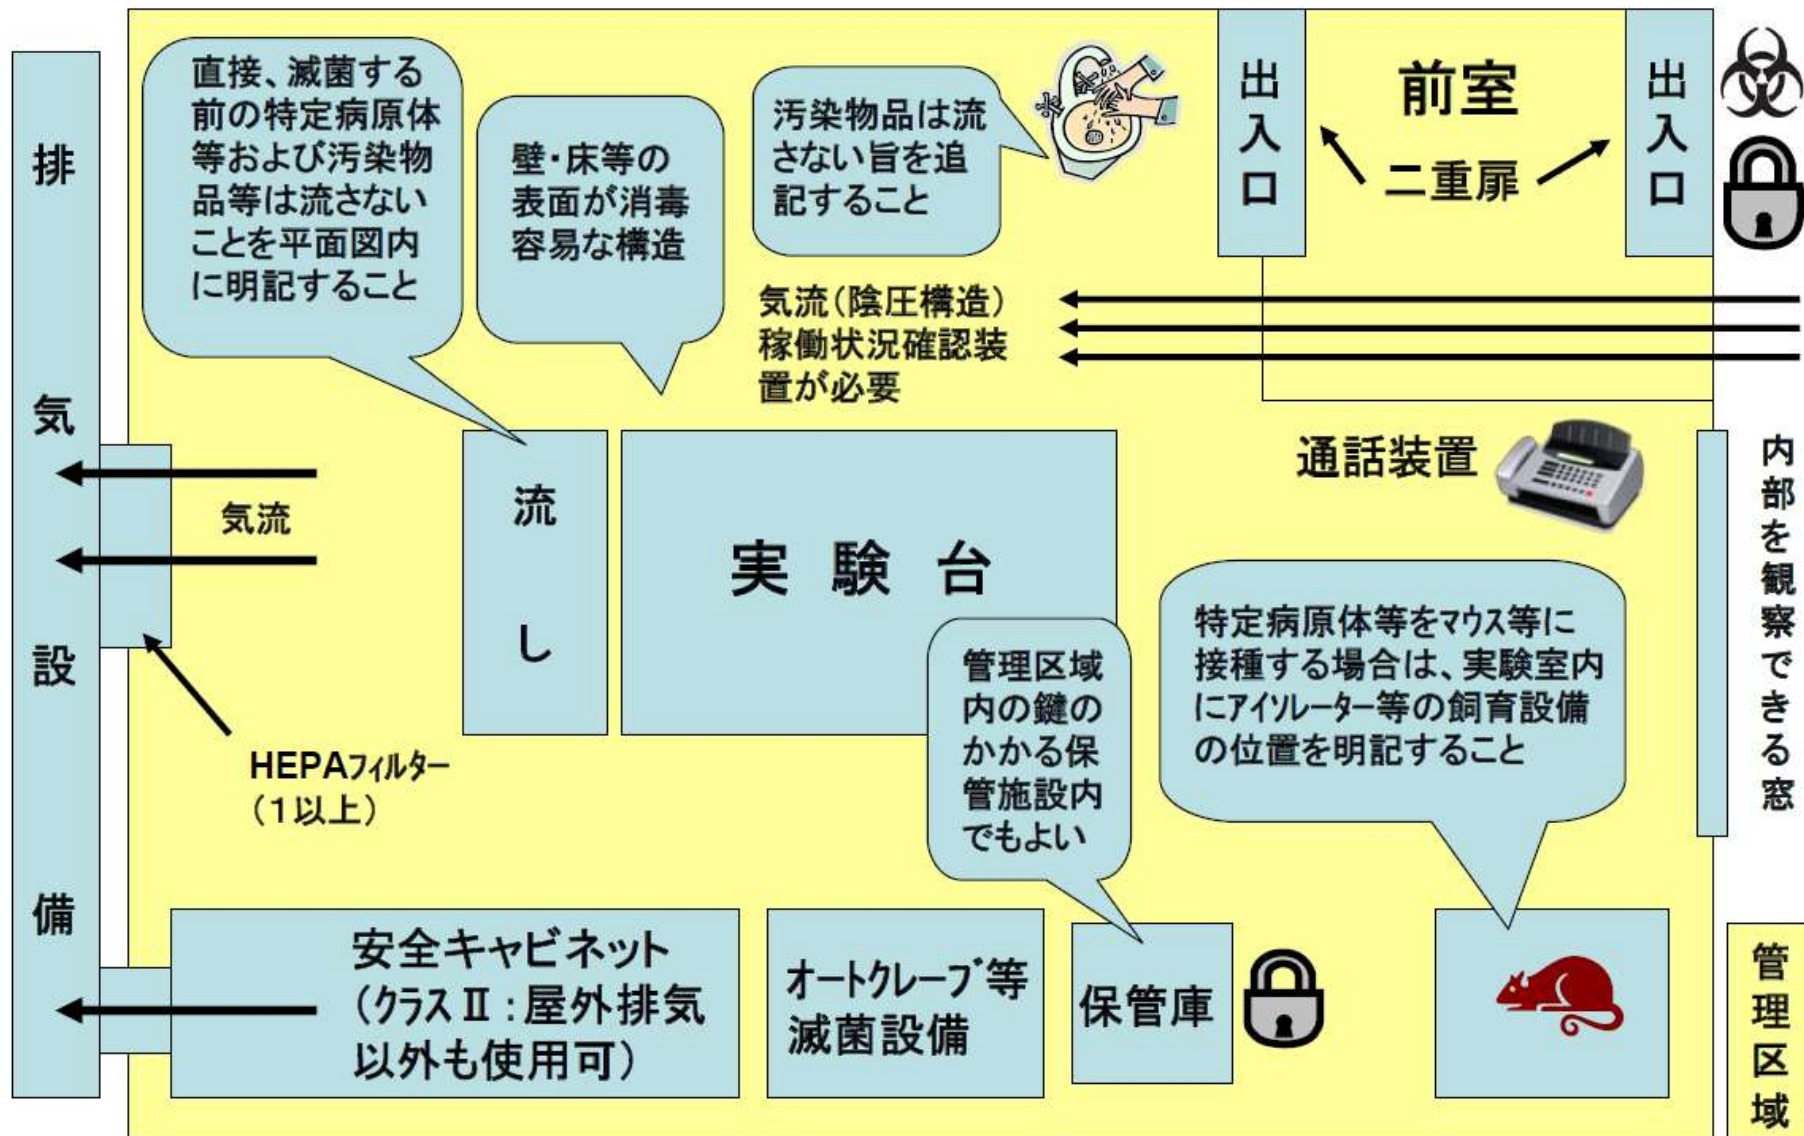 排気設備
直接、滅菌する
前の特定病原体
等および汚染物
品等は流さない
ことを平面図内
に明記すること
壁・床等の
表面が消毒
容易な構造
汚染物品は流
さない旨を追
記すること
出入口
前室
二重扉
出入口
気流(陰圧構造)
稼働状況確認装
置が必要
気流
流し
実験台
通話装置
内部を観察できる窓
HEPAフィルター
(1以上)
管理区域
内の鍵の
かかる保
管施設内
でもよい
特定病原体等をマウス等に
接種する場合は、実験室内
にアイソレーター等の飼育設備
の位置を明記すること
安全キャビネット
(クラスⅡ:屋外排気
以外も使用可)
オートクレーブ等
滅菌設備
保管庫
管理区域